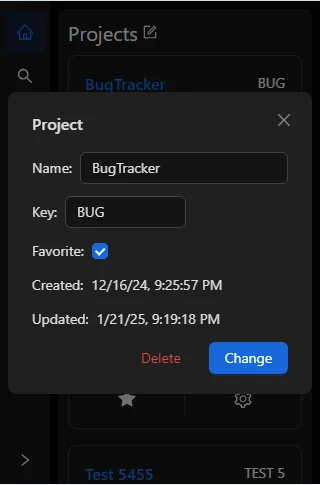 Projects
BugTracker BUG
Project
Name: BugTracker
Key: BUG
Favorite:
Created: 12/16/24, 9:25:57 PM
Updated: 1/21/25, 9:19:18 PM
Delete Change
Test 5455 TEST 5